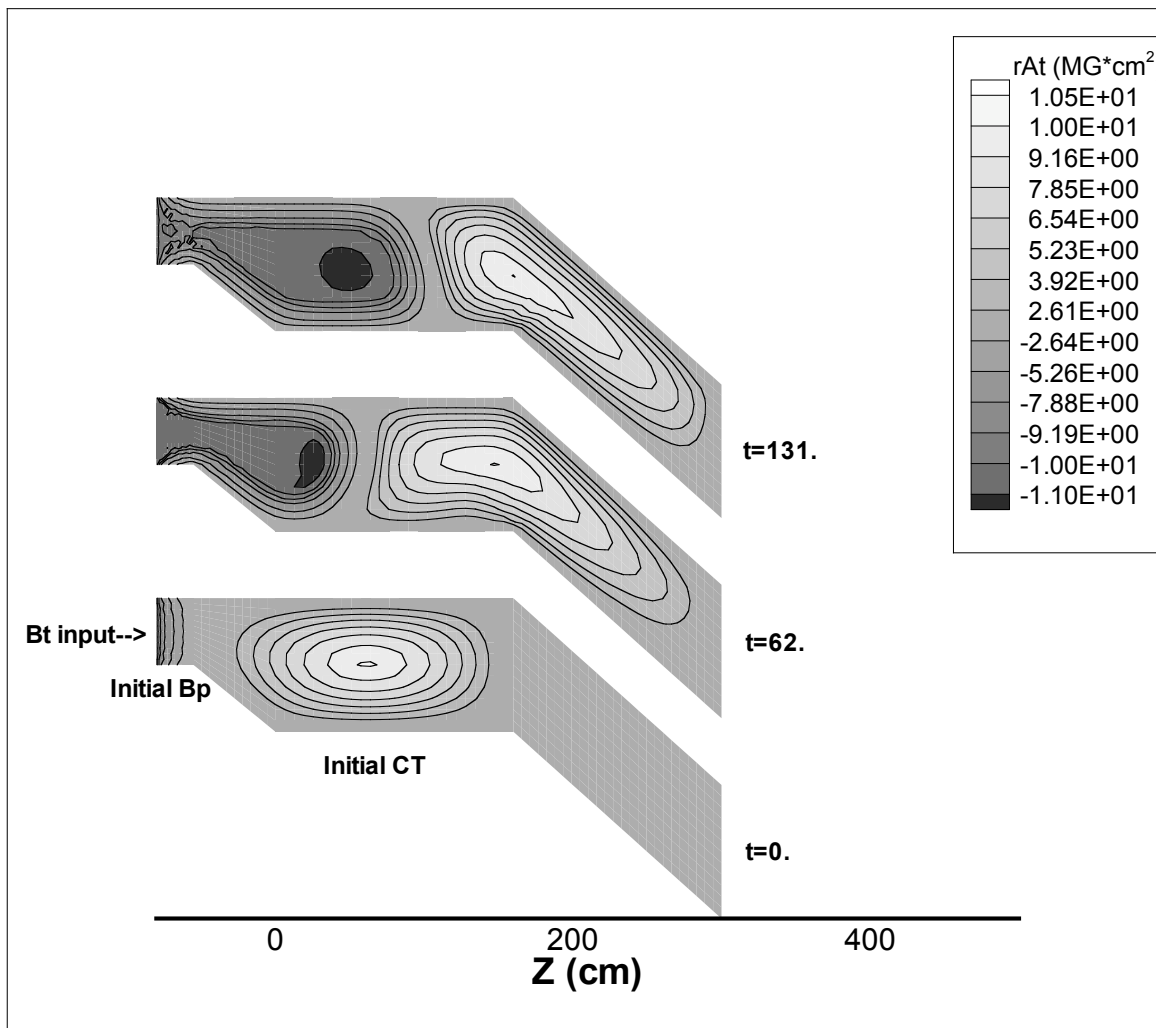 rAt (MG*cm2
1.05E+01
1.00E+01
9.16E+00
7.85E+00
6.54E+00
5.23E+00
3.92E+00
2.61E+00
-2.64E+00
-5.26E+00
-7.88E+00
-9.19E+00
-1.00E+01
-1.10E+01
t=131.
t=62.
Bt input-->
Initial Bp
Initial CT
t=0.
0 200 400
Z (cm)